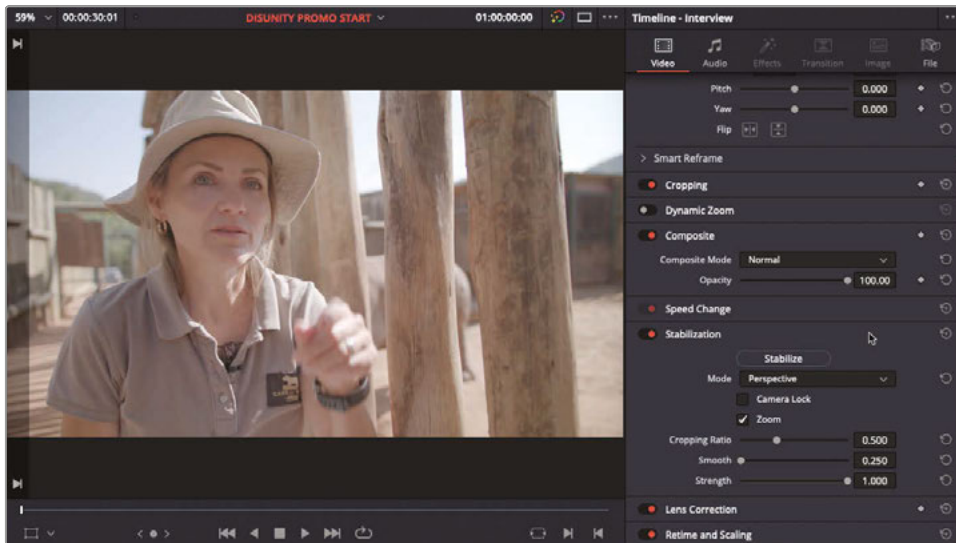 59% 00:00:30:01 DISUNITY PROMO START 01:00:00:00 Timeline - Interview
Video Audio Effects Transition Image File
Pitch 0.000
Yaw 0.000
Flip
Smart Reframe
Cropping
Dynamic Zoom
Composite
Composite Mode Normal
Opacity 100.00
Speed Change
Stabilization
Stabilize
Mode Perspective
Camera Lock
Zoom
Cropping Ratio 0.500
Smooth 0.250
Strength 1.000
Lens Correction
Retime and Scaling